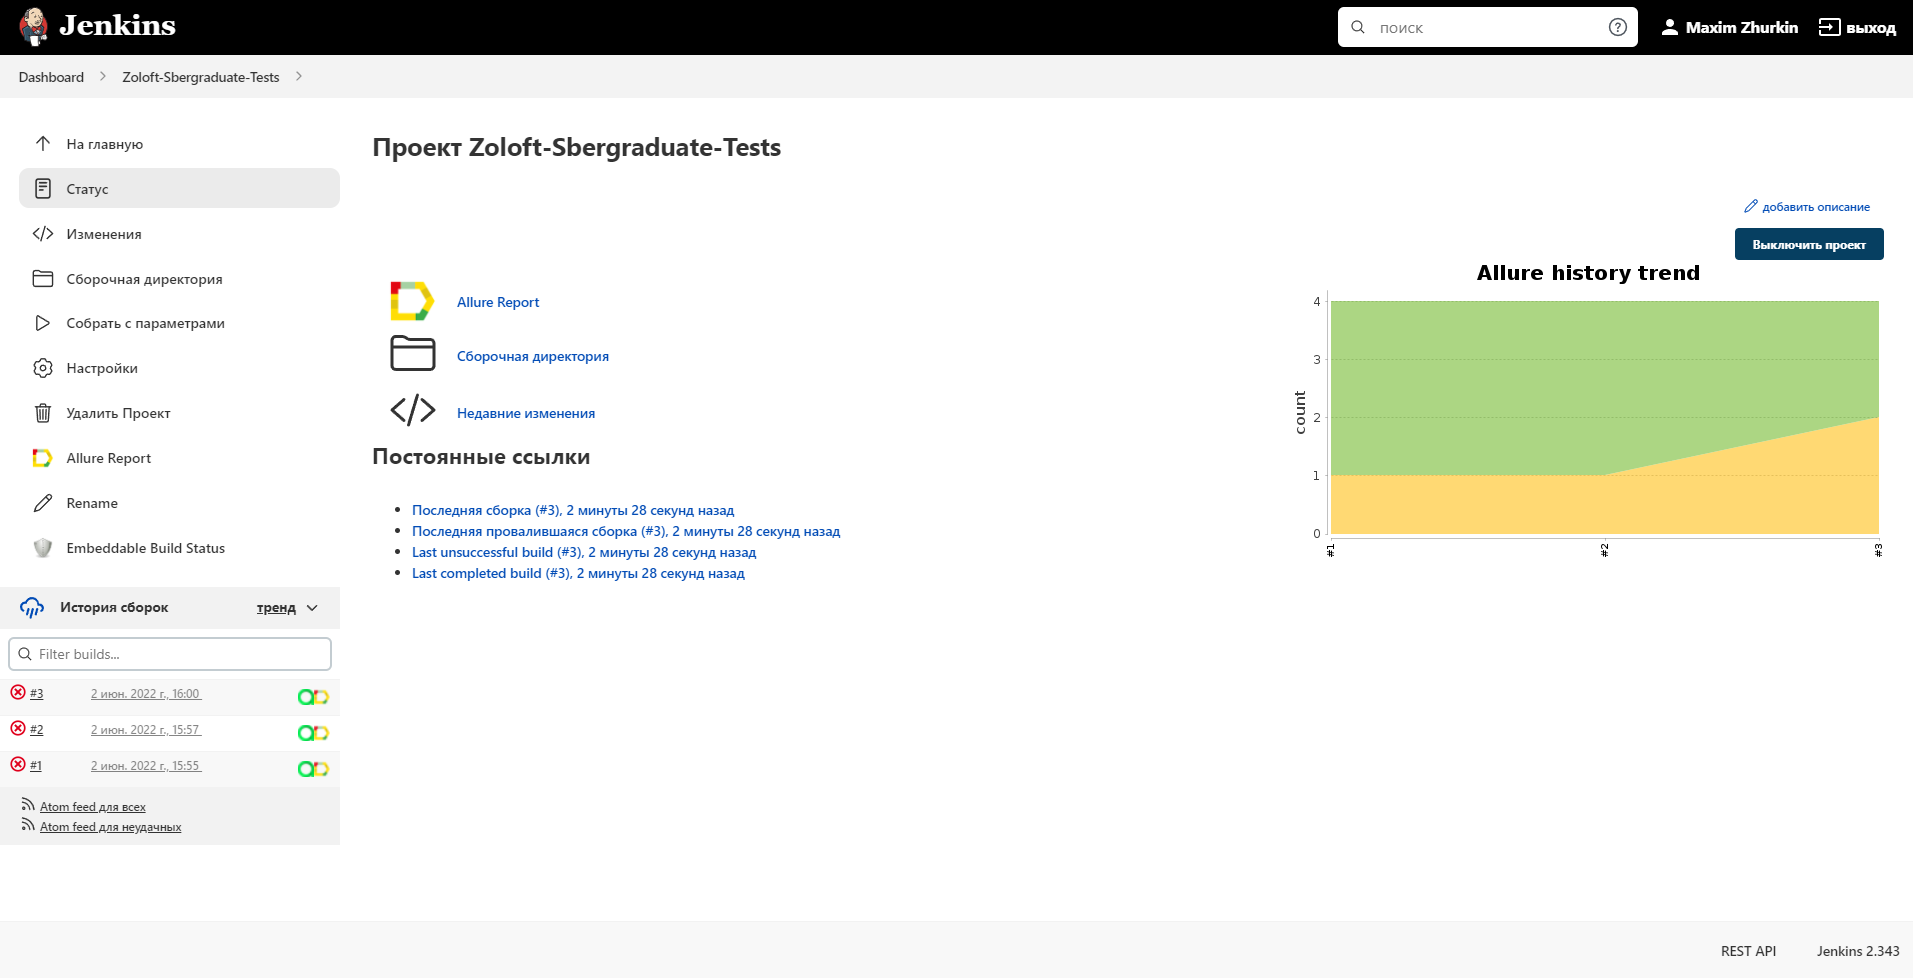 Jenkins
поиск
Maxim Zhurkin
выход
Dashboard
Zoloft-Sbergraduate-Tests
На главную
Статус
Изменения
Сборочная директория
Собрать с параметрами
Настройки
Удалить Проект
Allure Report
Rename
Embeddable Build Status
История сборок
тренд
Filter builds...
#3 2 июн. 2022 г., 16:00
#2 2 июн. 2022 г., 15:57
#1 2 июн. 2022 г., 15:55
Atom feed для всех
Atom feed для неудачных
Проект Zoloft-Sbergraduate-Tests
добавить описание
Выключить проект
Allure Report
Сборочная директория
Недавние изменения
Постоянные ссылки
Последняя сборка (#3), 2 минуты 28 секунд назад
Последняя провалившаяся сборка (#3), 2 минуты 28 секунд назад
Last unsuccessful build (#3), 2 минуты 28 секунд назад
Last completed build (#3), 2 минуты 28 секунд назад
Allure history trend
count
4
3
2
1
0
#1
#2
#3
REST API
Jenkins 2.343